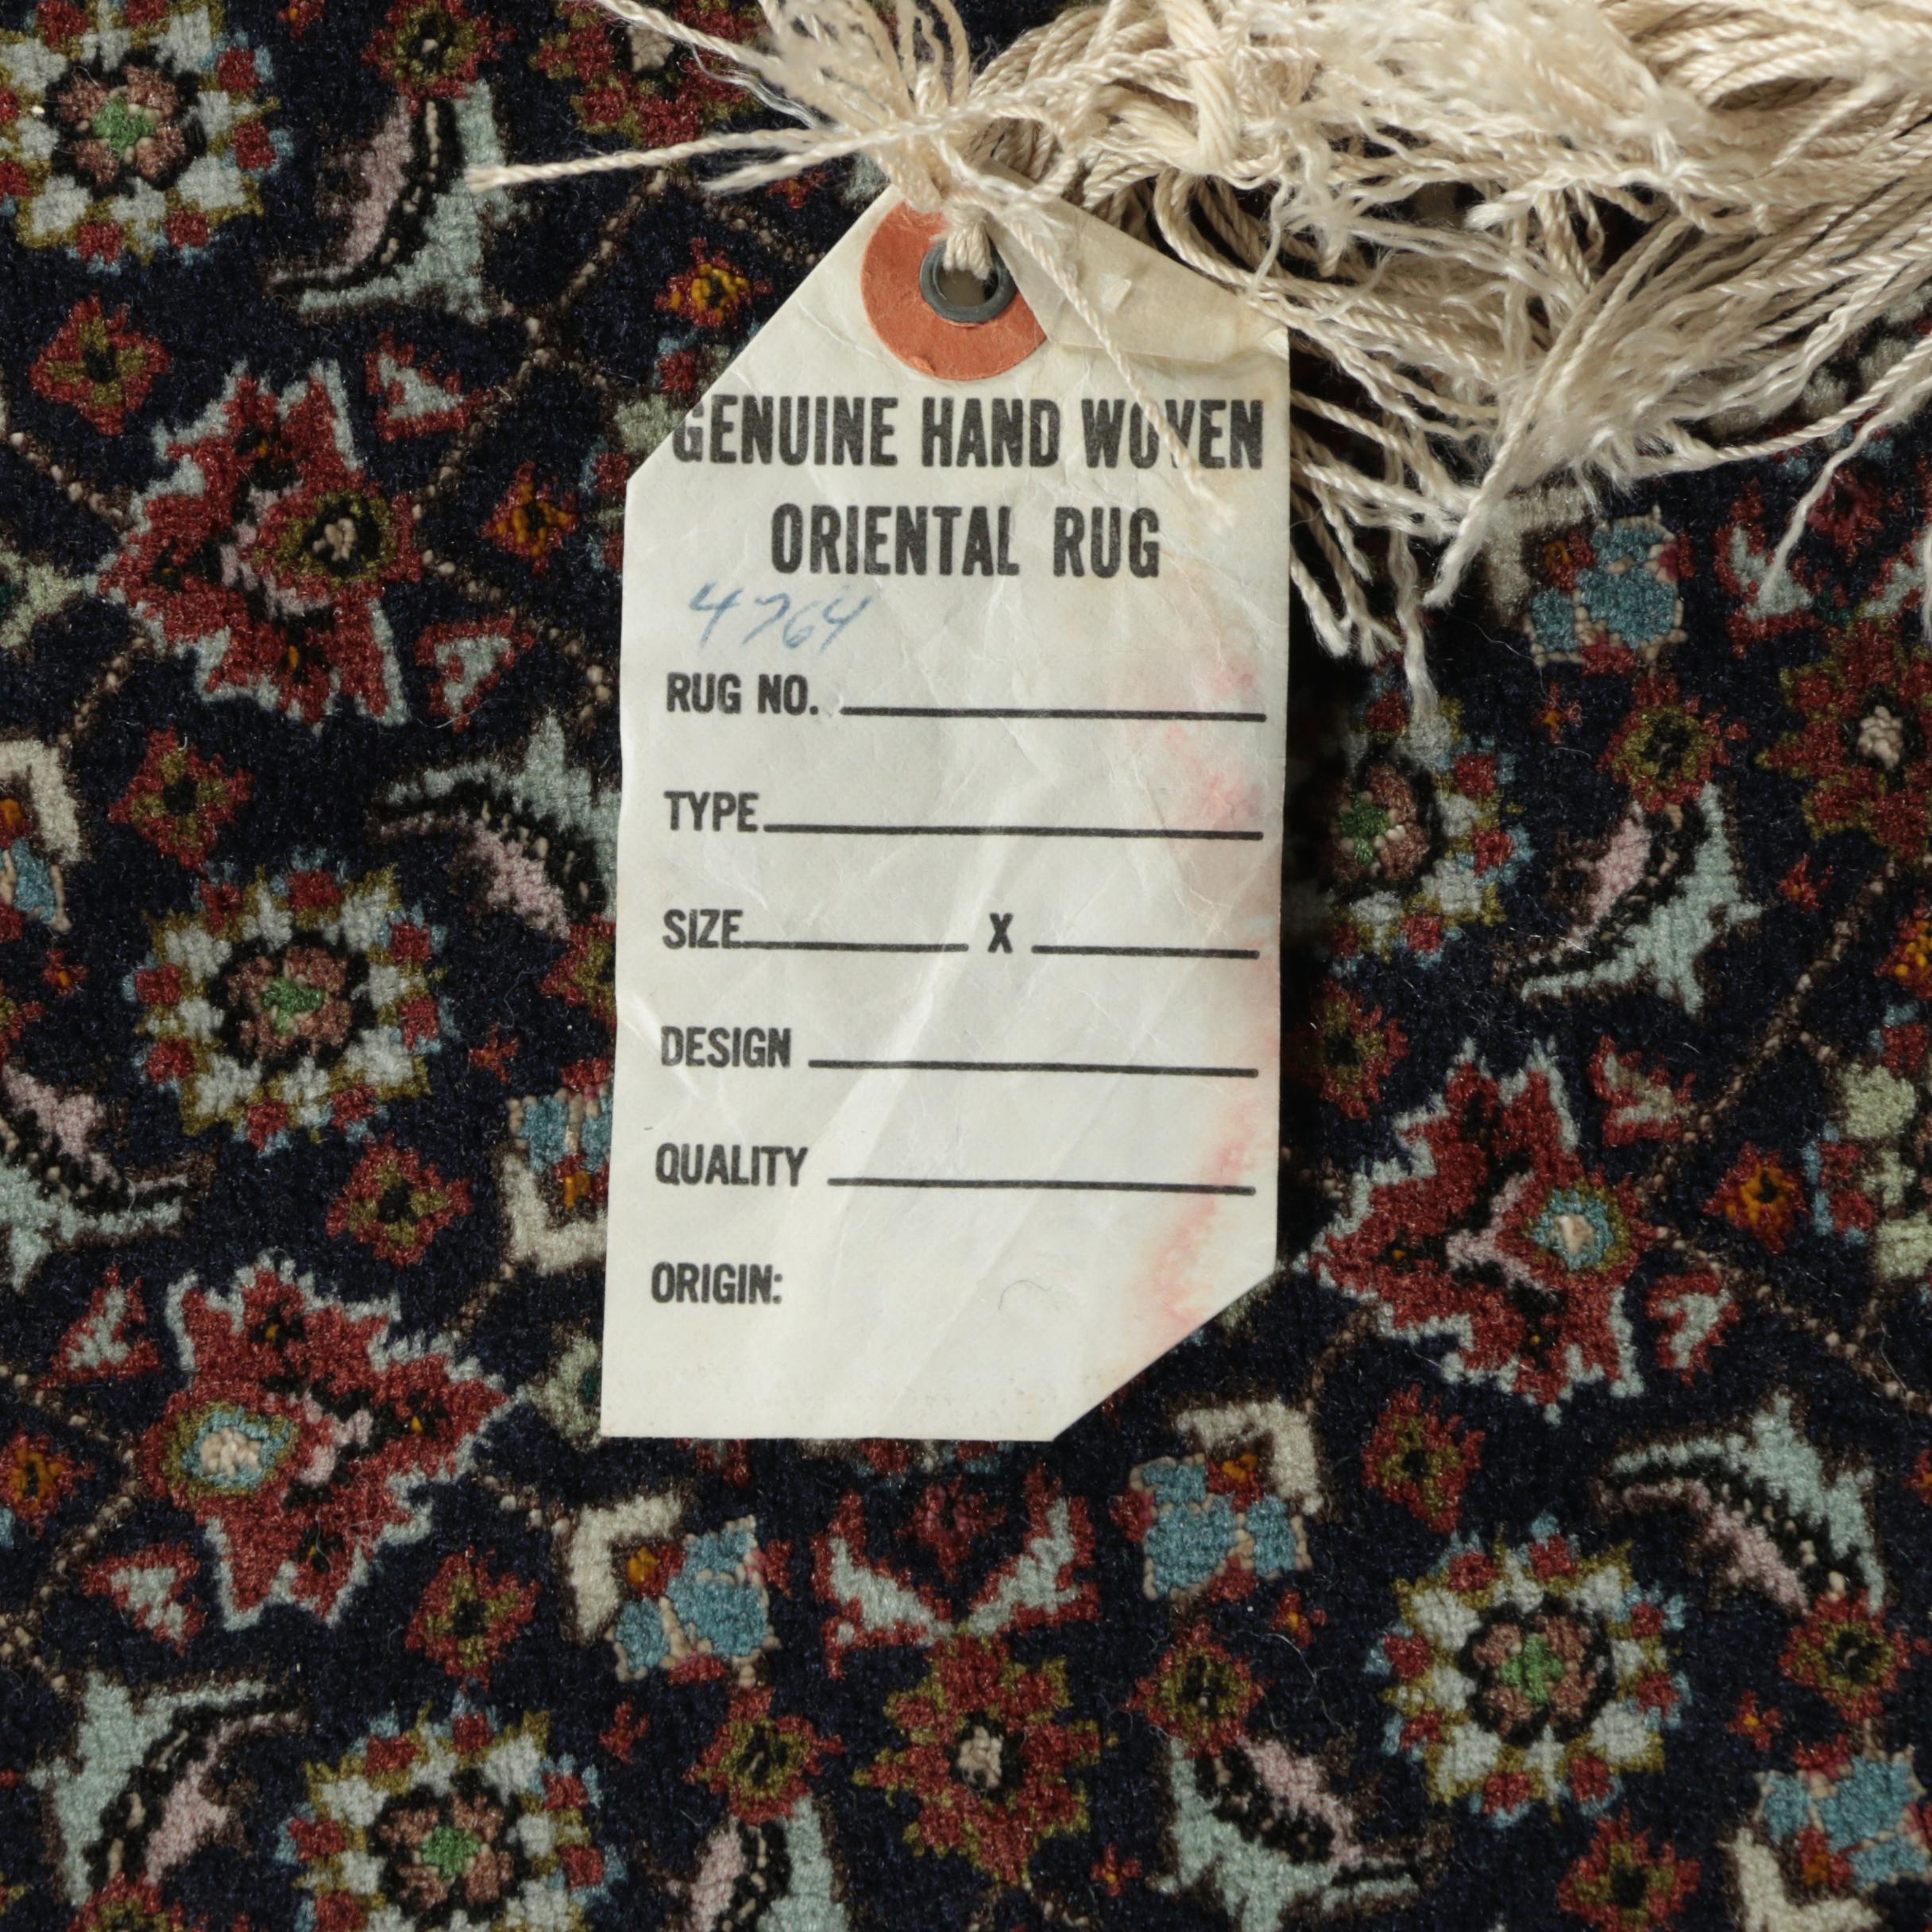 GENUINE HAND WOVEN
ORIENTAL RUG
4764
RUG NO.
TYPE
SIZE X
DESIGN
QUALITY
ORIGIN: